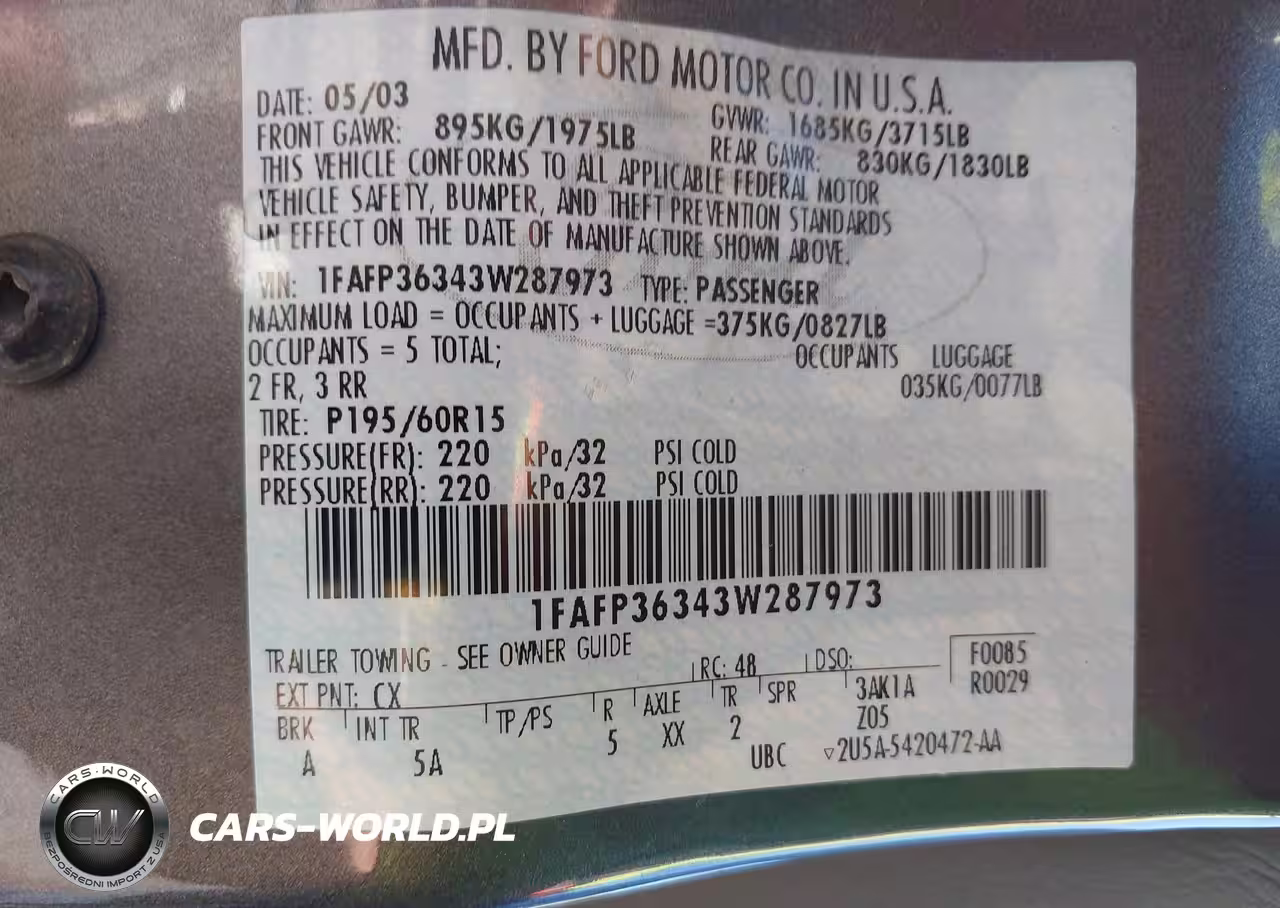 MFD. BY FORD MOTOR CO. IN U.S.A.
DATE: 05/03 GVWR: 1685KG/3715LB
FRONT GAWR: 895KG/1975LB REAR GAWR: 830KG/1830LB
THIS VEHICLE CONFORMS TO ALL APPLICABLE FEDERAL MOTOR
VEHICLE SAFETY, BUMPER, AND THEFT PREVENTION STANDARDS
IN EFFECT ON THE DATE OF MANUFACTURE SHOWN ABOVE.
VIN: 1FAFP36343W287973 TYPE: PASSENGER
MAXIMUM LOAD = OCCUPANTS + LUGGAGE =375KG/0827LB
OCCUPANTS = 5 TOTAL; OCCUPANTS LUGGAGE
2 FR, 3 RR 035KG/0077LB
TIRE: P195/60R15
PRESSURE(FR): 220 kPa/32 PSI COLD
PRESSURE(RR): 220 kPa/32 PSI COLD
1FAFP36343W287973
TRAILER TOWING - SEE OWNER GUIDE
EXT PNT: CX RC: 48 DSO: F0085
BRK INT TR TP/PS R AXLE TR SPR 3AK1A R0029
A 5A 5 XX 2 Z05
UBC ▿2U5A-5420472-AA
CARS-WORLD
CW
BEZPOŚREDNI IMPORT Z USA
CARS-WORLD.PL